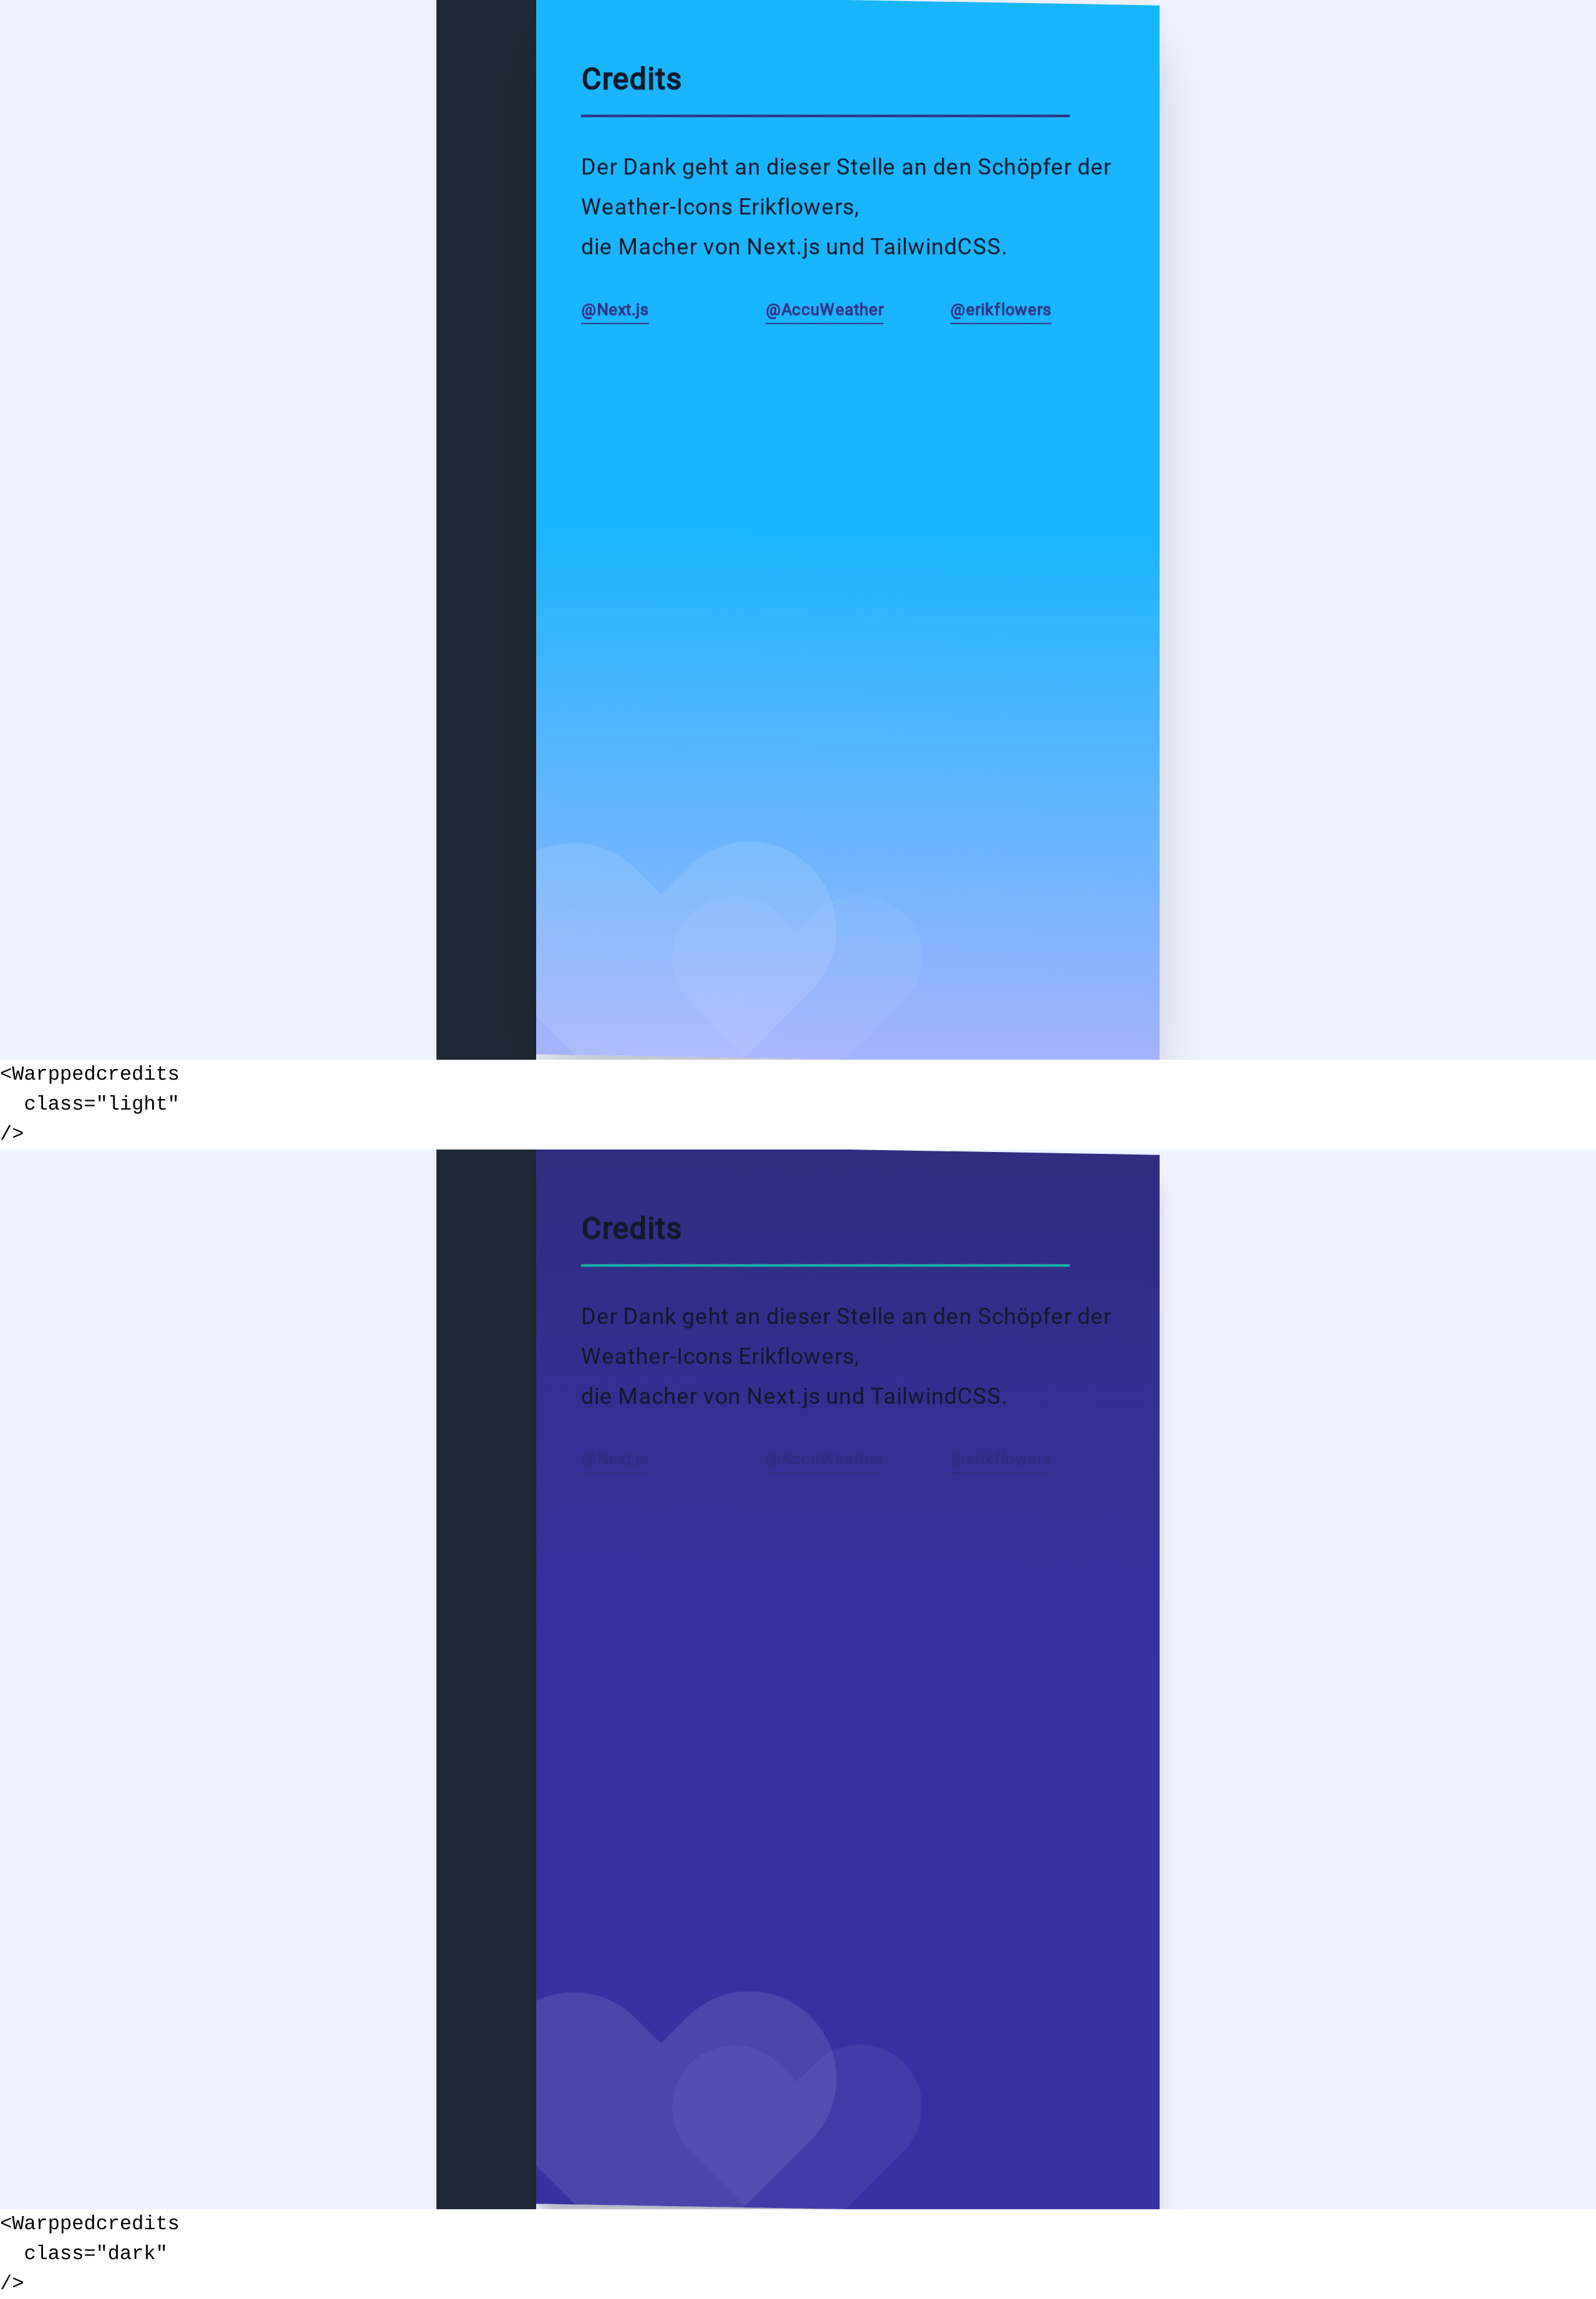 Credits
Der Dank geht an dieser Stelle an den Schöpfer der
Weather-Icons Erikflowers,
die Macher von Next.js und TailwindCSS.
@Next.js @AccuWeather @erikflowers
<Warppedcredits
class="light"
/>
Credits
Der Dank geht an dieser Stelle an den Schöpfer der
Weather-Icons Erikflowers,
die Macher von Next.js und TailwindCSS.
@Next.js @AccuWeather @erikflowers
<Warppedcredits
class="dark"
/>